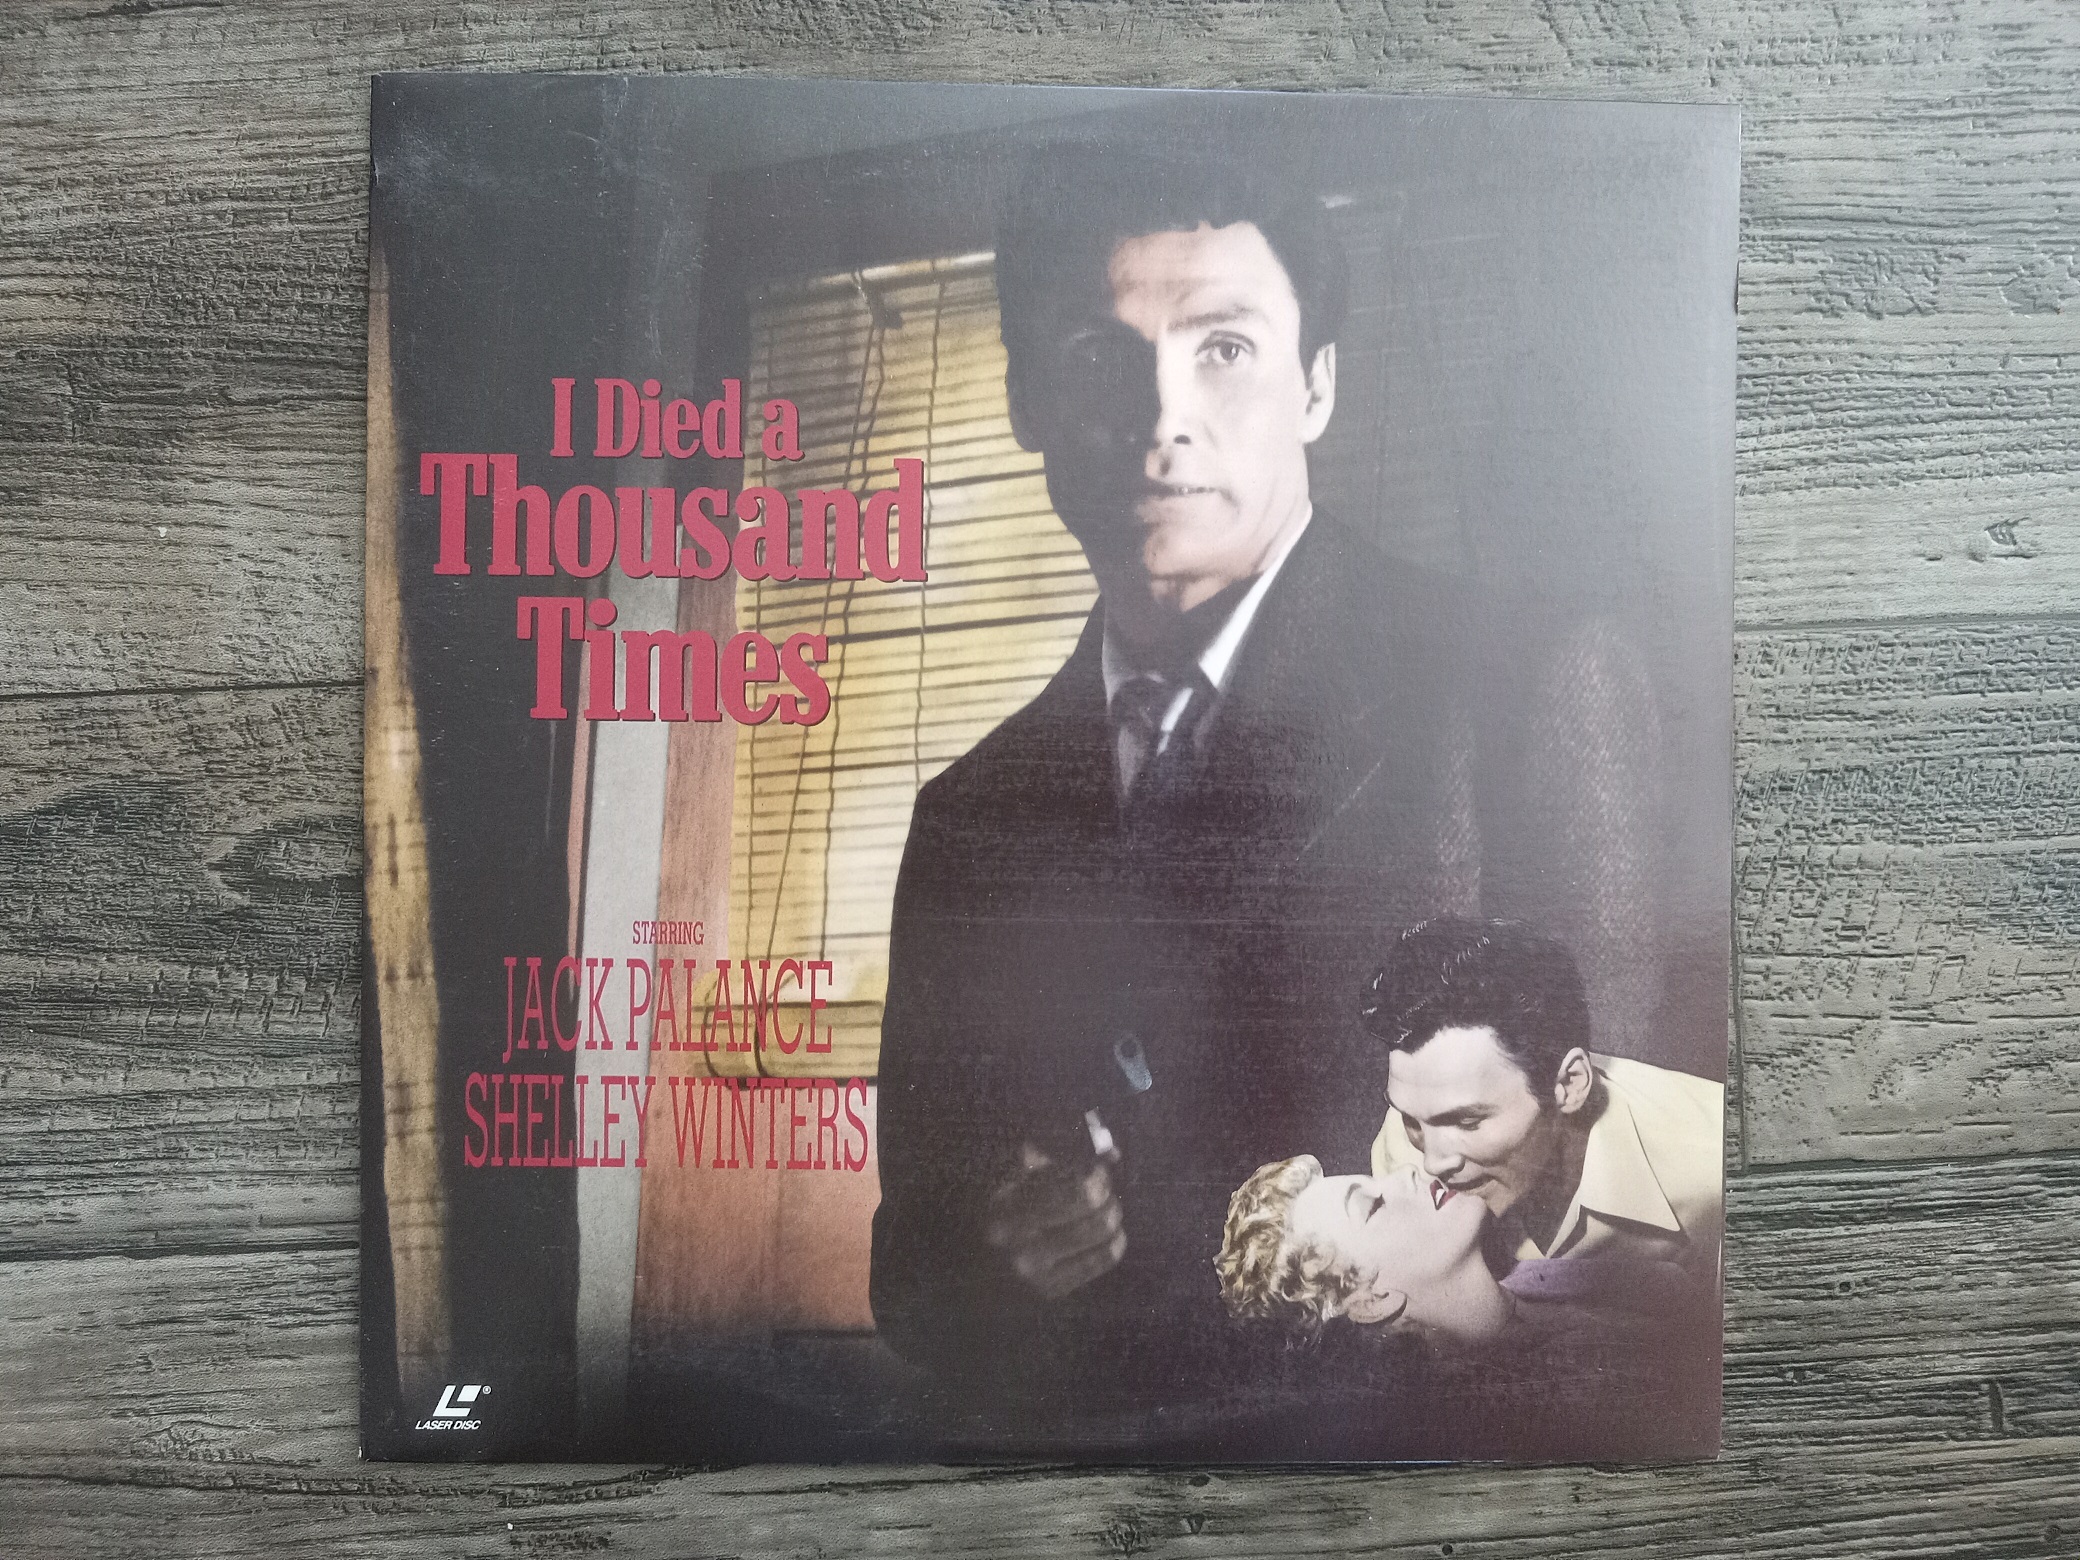 I Died a
Thousand
Times
STARRING
JACK PALANCE
SHELLEY WINTERS
®
LASER DISC